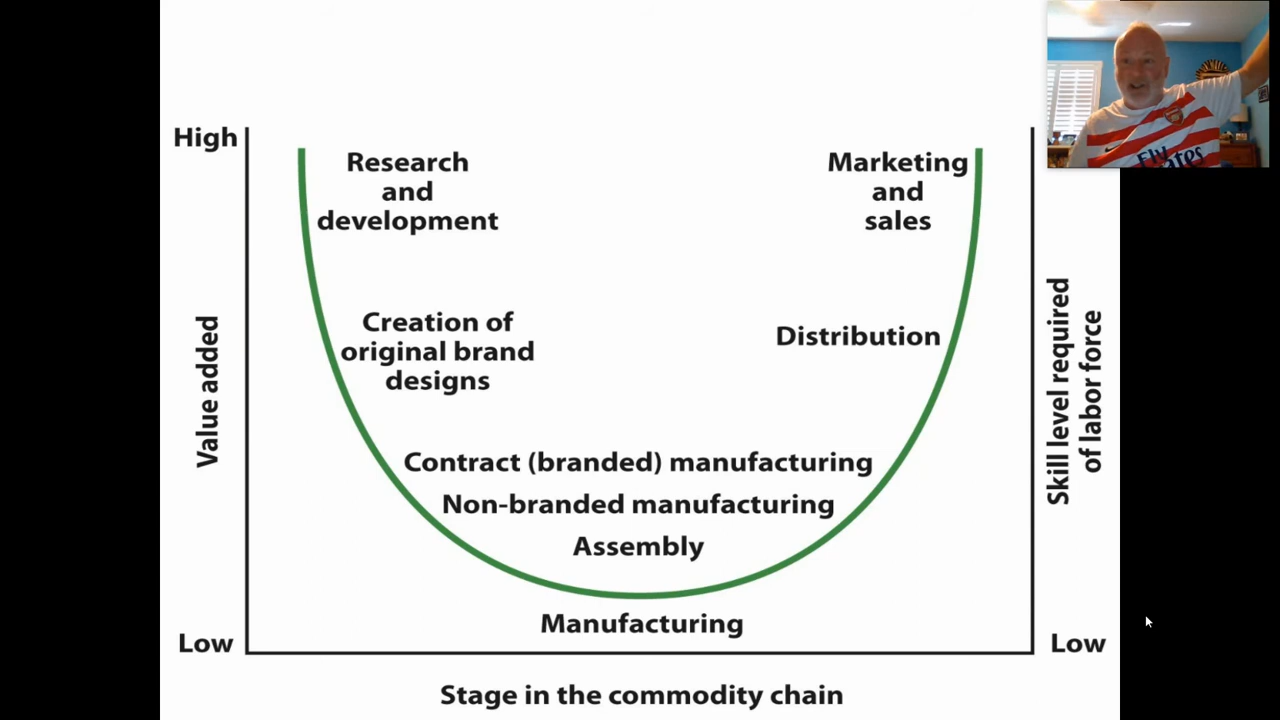 High
Research
and
development
Marketing
and
sales
Creation of
original brand
designs
Distribution
Value added
Skill level required
of labor force
Contract (branded) manufacturing
Non-branded manufacturing
Assembly
Manufacturing
Low
Low
Stage in the commodity chain
Fly